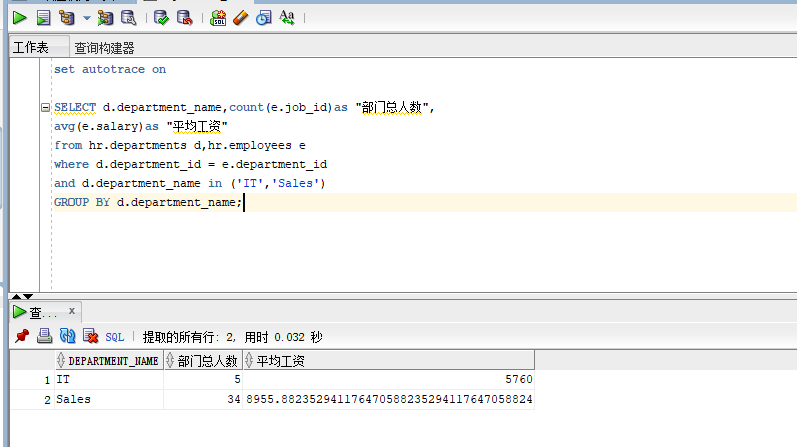 工作表 查询构建器
set autotrace on
SELECT d.department_name,count(e.job_id)as "部门总人数",
avg(e.salary)as "平均工资"
from hr.departments d,hr.employees e
where d.department_id = e.department_id
and d.department_name in ('IT','Sales')
GROUP BY d.department_name;
查... x
SQL | 提取的所有行: 2, 用时 0.032 秒
DEPARTMENT_NAME 部门总人数 平均工资
1 IT 5 5760
2 Sales 34 8955.88235294117647058823529411764705882​4